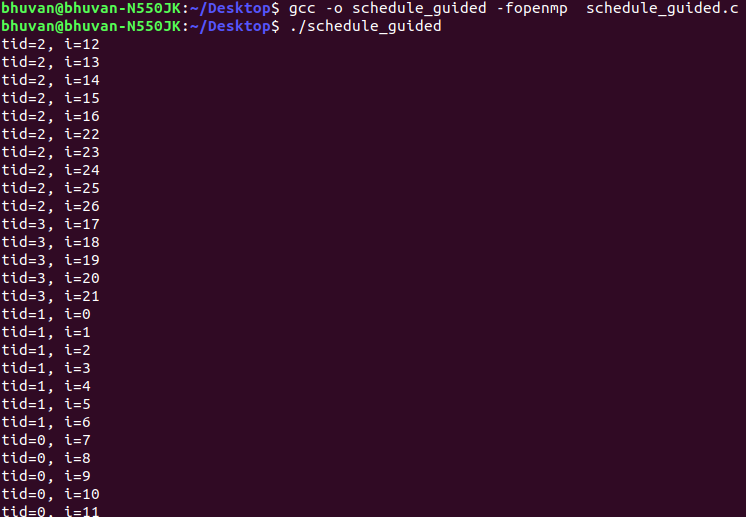 bhuvan@bhuvan-N550JK:~/Desktop$ gcc -o schedule_guided -fopenmp  schedule_guided.c
bhuvan@bhuvan-N550JK:~/Desktop$ ./schedule_guided
tid=2, i=12
tid=2, i=13
tid=2, i=14
tid=2, i=15
tid=2, i=16
tid=2, i=22
tid=2, i=23
tid=2, i=24
tid=2, i=25
tid=2, i=26
tid=3, i=17
tid=3, i=18
tid=3, i=19
tid=3, i=20
tid=3, i=21
tid=1, i=0
tid=1, i=1
tid=1, i=2
tid=1, i=3
tid=1, i=4
tid=1, i=5
tid=1, i=6
tid=0, i=7
tid=0, i=8
tid=0, i=9
tid=0, i=10
tid=0, i=11